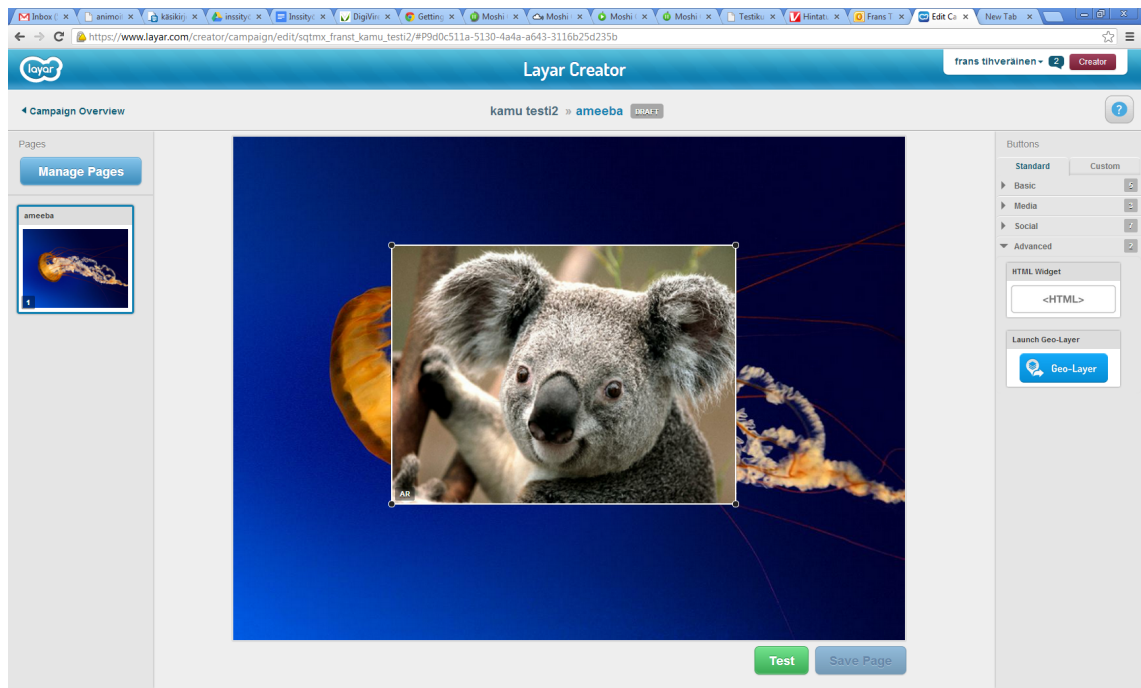 Inbox (
animoi
käsikirj
inssityö
Inssityö
DigiVin
Getting
Moshi
Moshi
Moshi
Moshi
Testiku
Hintatu
Frans T
Edit Ca
New Tab
https://www.layar.com/creator/campaign/edit/sqtmx_franst_kamu_testi2/#P9d0c511a-5130-4a4a-a643-3116b25d235b
layar
Layar Creator
frans tihveräinen
2
Creator
Campaign Overview
kamu testi2 » ameeba DRAFT
?
Pages
Manage Pages
ameeba
1
AR
Buttons
Standard
Custom
Basic
Media
Social
Advanced
HTML Widget
<HTML>
Launch Geo-Layer
Geo-Layer
Test
Save Page